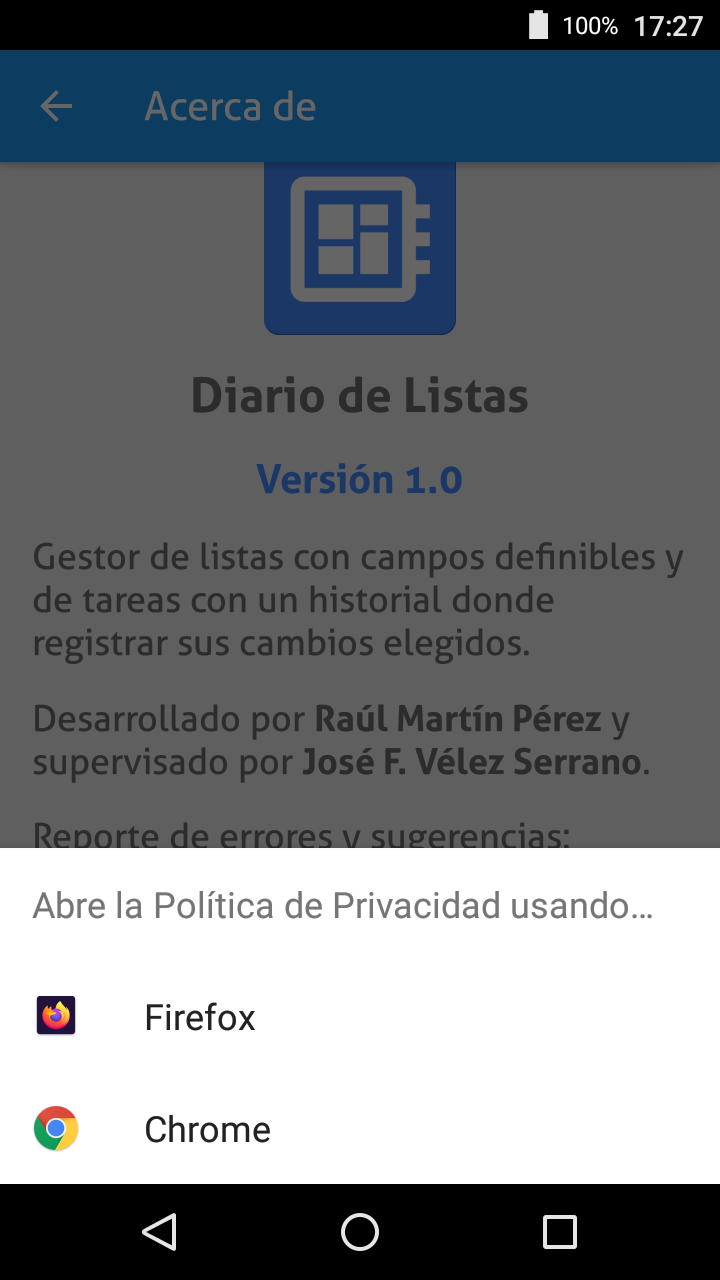 100% 17:27
Acerca de
Diario de Listas
Versión 1.0
Gestor de listas con campos definibles y
de tareas con un historial donde
registrar sus cambios elegidos.
Desarrollado por Raúl Martín Pérez y
supervisado por José F. Vélez Serrano.
Reporte de errores y sugerencias:
Abre la Política de Privacidad usando…
Firefox
Chrome